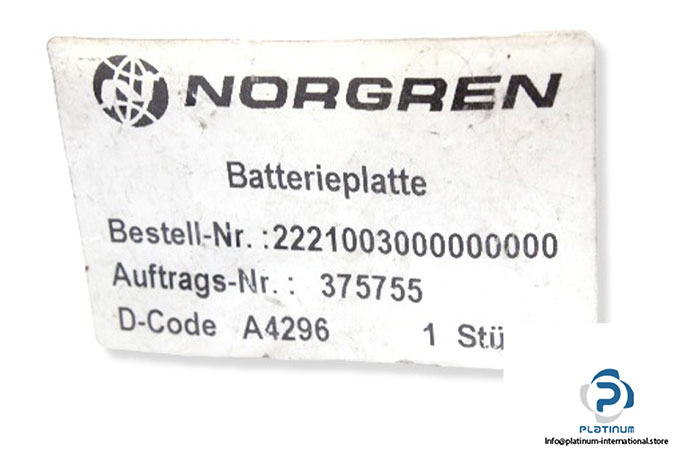 NORGREN
Batterieplatte
Bestell-Nr. :2221003000000000
Auftrags-Nr. : 375755
D-Code A4296 1 Stü
PLATINUM
Info@platinum-international.store